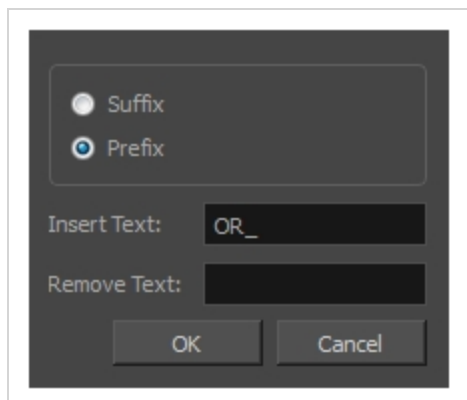 Suffix
Prefix
Insert Text: OR_
Remove Text:
OK Cancel